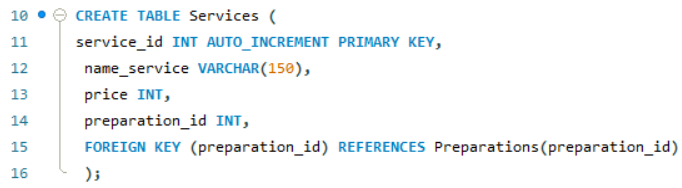 10 CREATE TABLE Services (
11 service_id INT AUTO_INCREMENT PRIMARY KEY,
12 name_service VARCHAR(150),
13 price INT,
14 preparation_id INT,
15 FOREIGN KEY (preparation_id) REFERENCES Preparations(preparation_id)
16 );